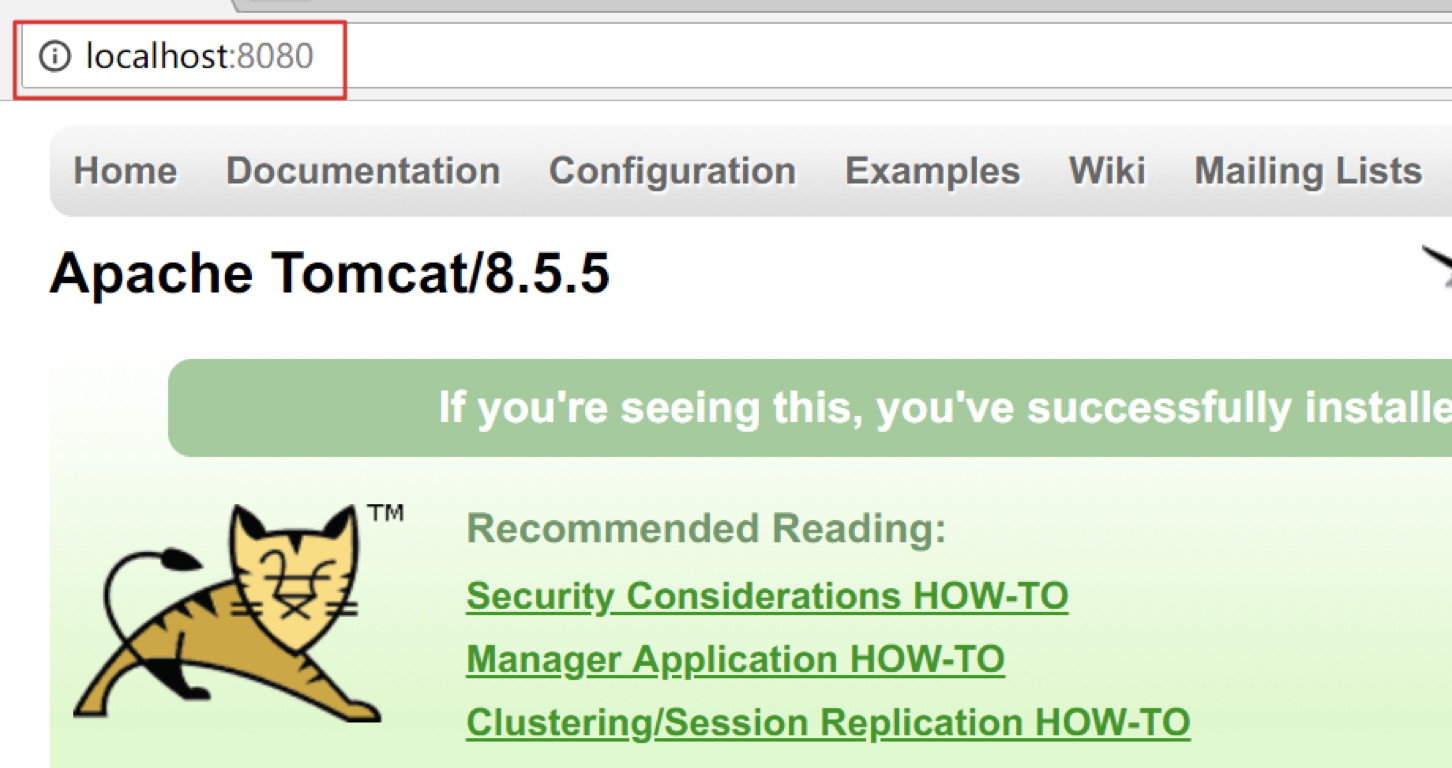 localhost:8080
Home Documentation Configuration Examples Wiki Mailing Lists
Apache Tomcat/8.5.5
If you're seeing this, you've successfully installe
TM
Recommended Reading:
Security Considerations HOW-TO
Manager Application HOW-TO
Clustering/Session Replication HOW-TO